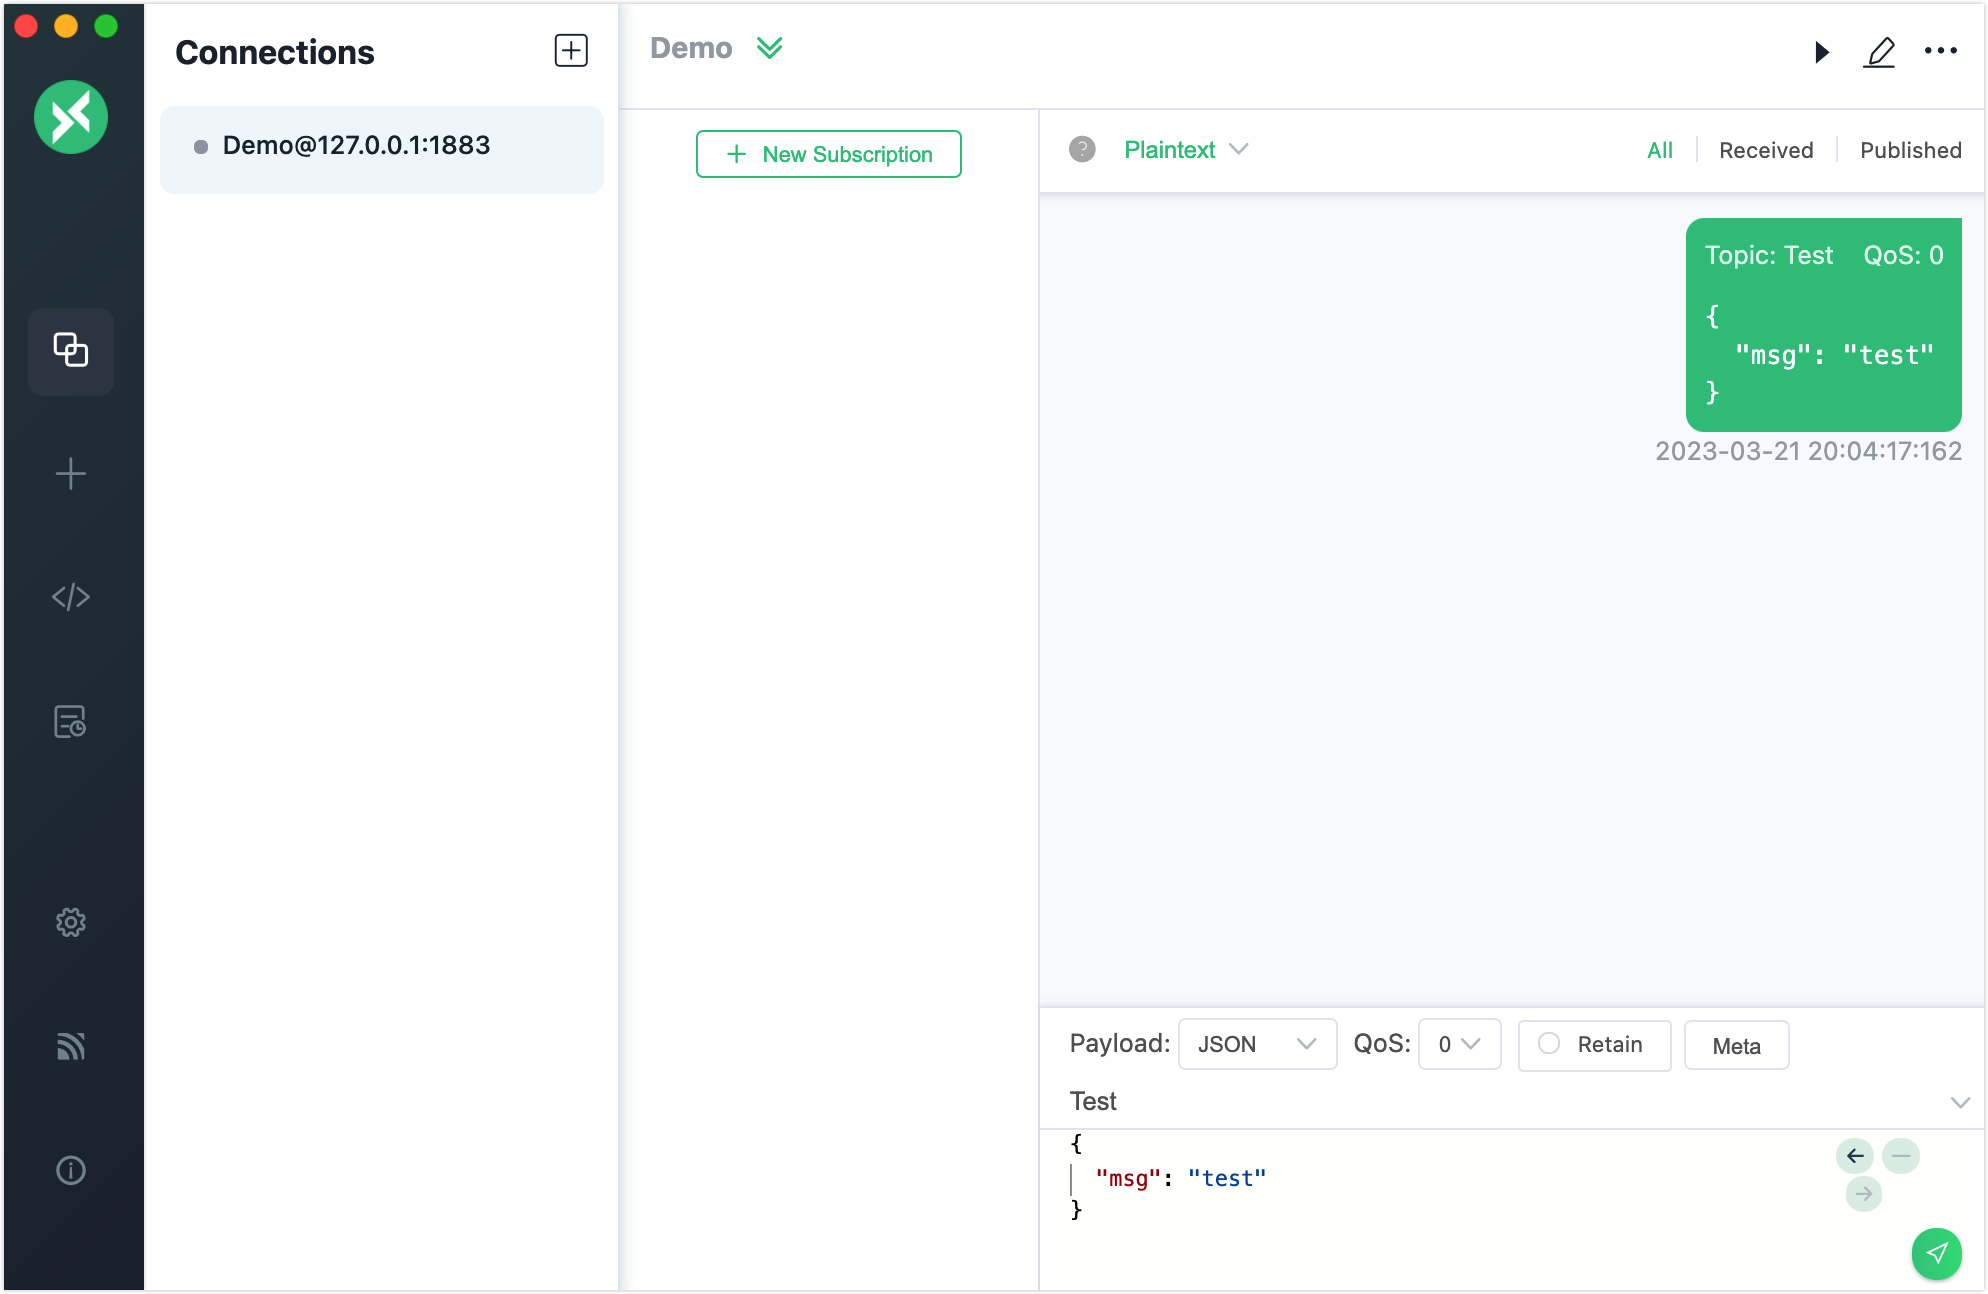 Connections
Demo@127.0.0.1:1883
Demo
New Subscription
Plaintext
All
Received
Published
Topic: Test QoS: 0
{
"msg": "test"
}
2023-03-21 20:04:17:162
Payload: JSON QoS: 0 Retain Meta
Test
{
"msg": "test"
}